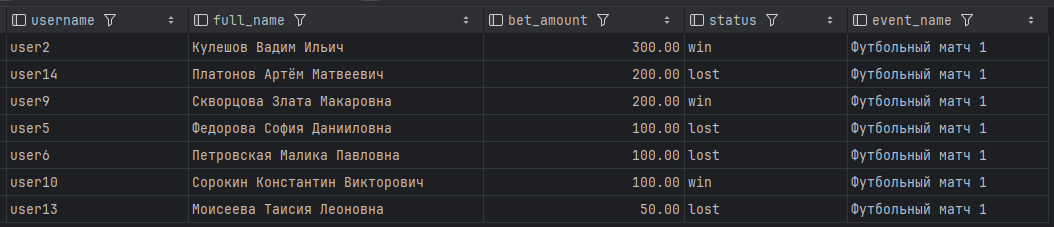 username full_name bet_amount status event_name
user2 Кулешов Вадим Ильич 300.00 win Футбольный матч 1
user14 Платонов Артём Матвеевич 200.00 lost Футбольный матч 1
user9 Скворцова Злата Макаровна 200.00 win Футбольный матч 1
user5 Федорова София Данииловна 100.00 lost Футбольный матч 1
user6 Петровская Малика Павловна 100.00 lost Футбольный матч 1
user10 Сорокин Константин Викторович 100.00 win Футбольный матч 1
user13 Моисеева Таисия Леоновна 50.00 lost Футбольный матч 1